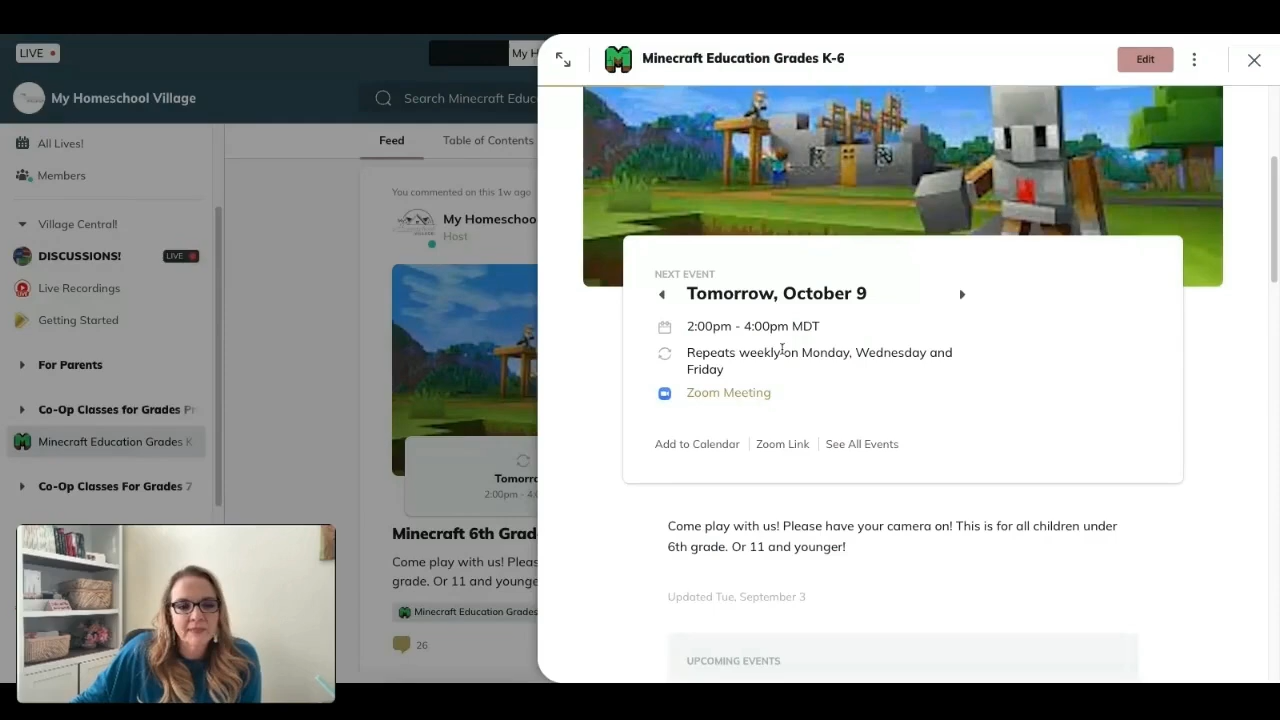 LIVE
My H
My Homeschool Village
Search Minecraft Educ
All Lives!
Members
Village Central!
DISCUSSIONS!
LIVE
Live Recordings
Getting Started
For Parents
Co-Op Classes for Grades Pr
Minecraft Education Grades K
Co-Op Classes For Grades 7
Feed
Table of Contents
You commented on this 1w ago
My Homeschoo
Host
Tomorro
2:00pm - 4:0
Minecraft 6th Grad
Come play with us! Pleas
grade. Or 11 and younge
Minecraft Education Grades
26
Minecraft Education Grades K-6
Edit
NEXT EVENT
Tomorrow, October 9
2:00pm - 4:00pm MDT
Repeats weekly on Monday, Wednesday and
Friday
Zoom Meeting
Add to Calendar
Zoom Link
See All Events
Come play with us! Please have your camera on! This is for all children under
6th grade. Or 11 and younger!
Updated Tue, September 3
UPCOMING EVENTS